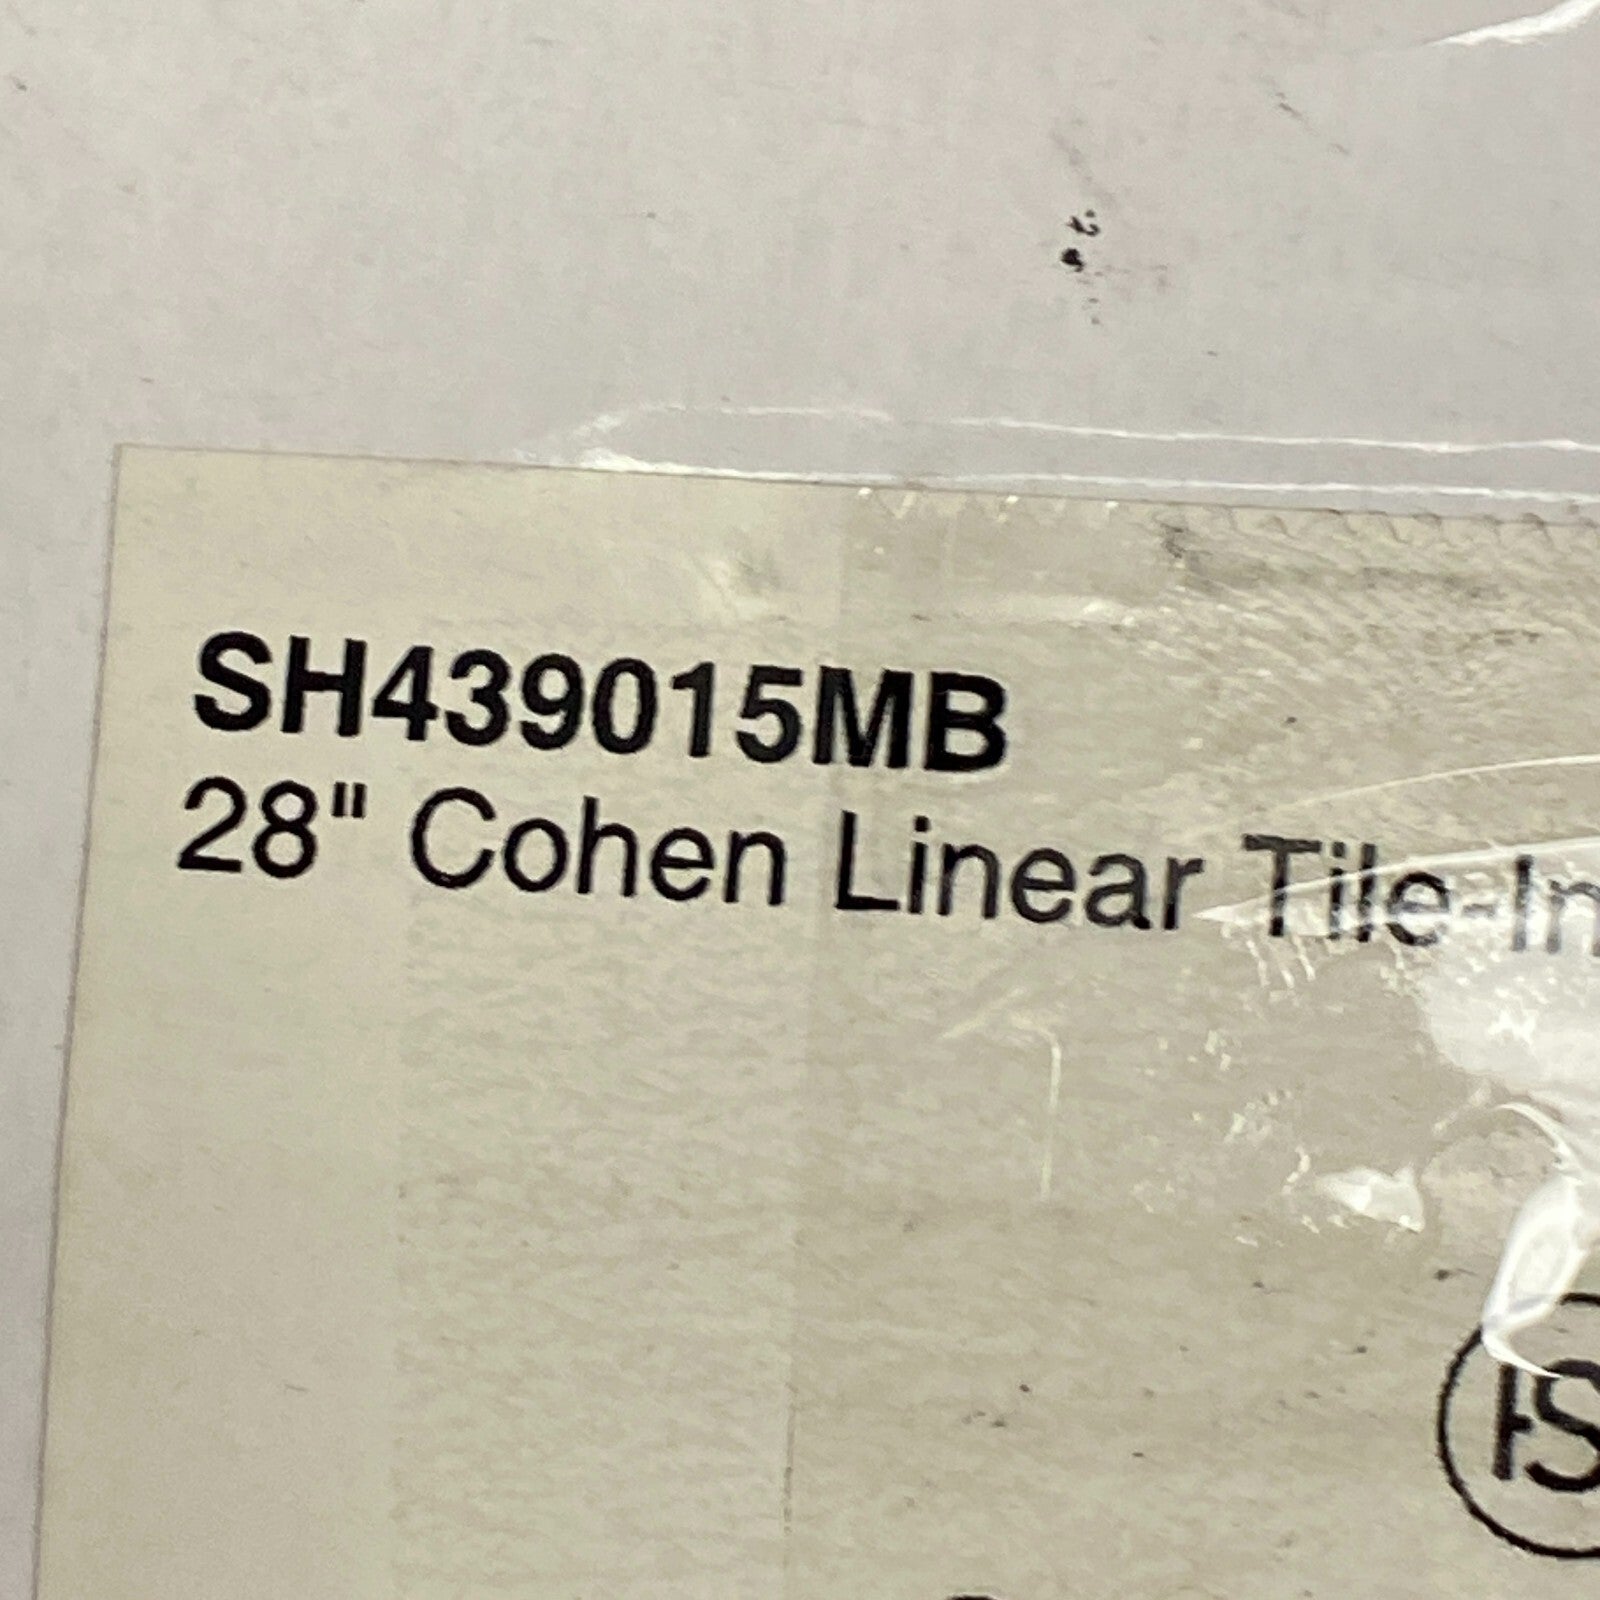 SH439015MB
28" Cohen Linear Tile-In